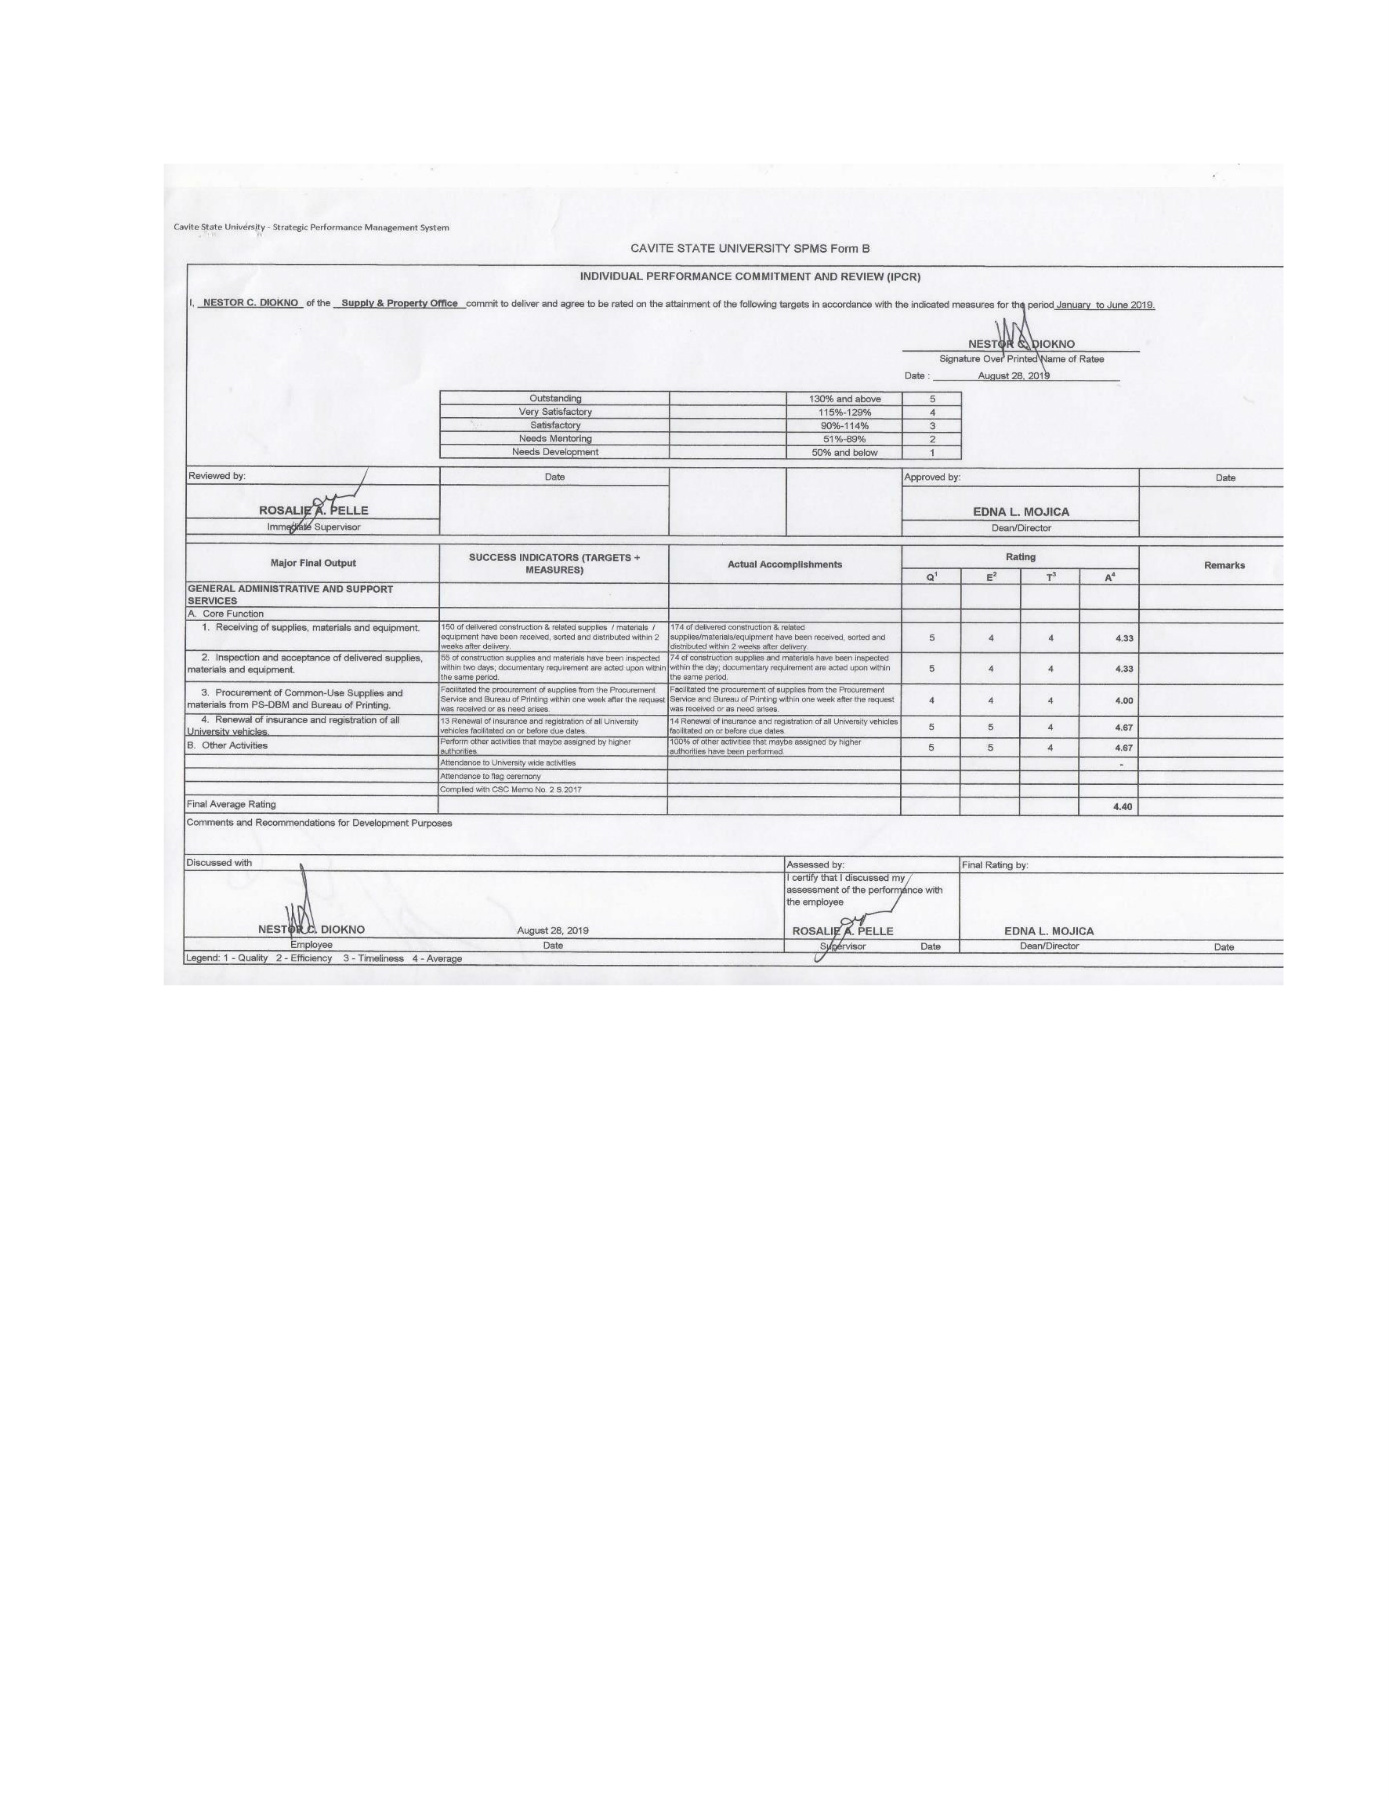 Cavite State University - Strategic Performance Management System
CAVITE STATE UNIVERSITY SPMS Form B
INDIVIDUAL PERFORMANCE COMMITMENT AND REVIEW (IPCR)
I, NESTOR C. DIOKNO of the Supply & Property Office commit to deliver and agree to be rated on the attainment of the following targets in accordance with the indicated measures for the period January to June 2019.
NESTOR C. DIOKNO
Signature Over Printed Name of Ratee
Date : August 28, 2019
Outstanding 130% and above 5
Very Satisfactory 115%-129% 4
Satisfactory 90%-114% 3
Needs Mentoring 51%-89% 2
Needs Development 50% and below 1
Reviewed by: Date Approved by: Date
ROSALIE A. PELLE EDNA L. MOJICA
Immediate Supervisor Dean/Director
Major Final Output SUCCESS INDICATORS (TARGETS + MEASURES) Actual Accomplishments Rating Remarks
Q¹ E² T³ A⁴
GENERAL ADMINISTRATIVE AND SUPPORT
SERVICES
A. Core Function
1. Receiving of supplies, materials and equipment.
150 of delivered construction & related supplies / materials /
equipment have been received, sorted and distributed within 2
weeks after delivery.
174 of delivered construction & related
supplies/materials/equipment have been received, sorted and
distributed within 2 weeks after delivery.
5 4 4 4.33
2. Inspection and acceptance of delivered supplies,
materials and equipment.
of construction supplies and materials have been inspected
within two days; documentary requirement are acted upon within
the same period.
74 of construction supplies and materials have been inspected
within the day; documentary requirement are acted upon within
the same period.
5 4 4 4.33
3. Procurement of Common-Use Supplies and
materials from PS-DBM and Bureau of Printing.
Facilitated the procurement of supplies from the Procurement
Service and Bureau of Printing within one week after the request
was received or as need arises.
Facilitated the procurement of supplies from the Procurement
Service and Bureau of Printing within one week after the request
was received or as need arises.
4 4 4 4.00
4. Renewal of insurance and registration of all
University vehicles.
13 Renewal of insurance and registration of all University
vehicles facilitated on or before due dates.
14 Renewal of insurance and registration of all University vehicles
facilitated on or before due dates.
5 5 4 4.67
B. Other Activities
Perform other activities that maybe assigned by higher
authorities.
100% of other activities that maybe assigned by higher
authorities have been performed.
5 5 4 4.67
Attendance to University wide activities -
Attendance to flag ceremony
Complied with CSC Memo No. 2 S.2017
Final Average Rating 4.40
Comments and Recommendations for Development Purposes
Discussed with Assessed by: Final Rating by:
I certify that I discussed my
assessment of the performance with
the employee
NESTOR C. DIOKNO August 28, 2019 ROSALIE A. PELLE EDNA L. MOJICA
Employee Date Supervisor Date Dean/Director Date
Legend: 1 - Quality 2 - Efficiency 3 - Timeliness 4 - Average